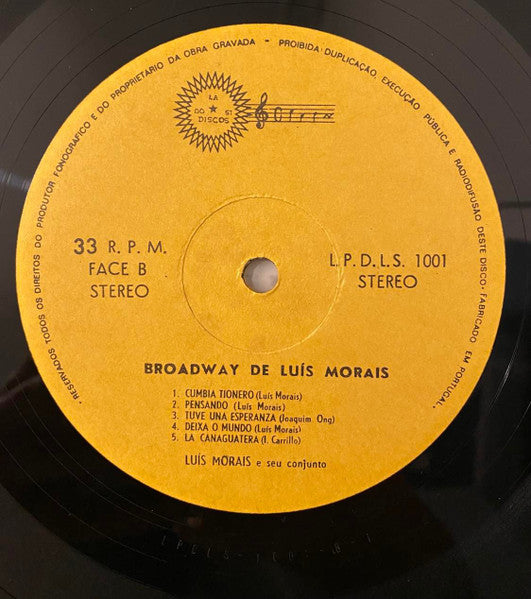 • RESERVADOS TODOS OS DIREITOS DO PRODUTOR FONOGRAFICO E DO PROPRIETARIO DA OBRA GRAVADA - PROIBIDA DUPLICAÇÃO, EXECUÇÃO PÚBLICA E RADIODIFUSÃO DESTE DISCO • FABRICADO EM PORTUGAL •
LA
DO ★ SI
DISCOS
33 R. P. M.
FACE B
STEREO
L.P.D.L.S. 1001
STEREO
BROADWAY DE LUÍS MORAIS
1. CUMBIA TIONERO (Luís Morais)
2. PENSANDO (Luís Morais)
3. TUVE UNA ESPERANZA (Joaquim Ong)
4. DEIXA O MUNDO (Luís Morais)
5. LA CANAGUATERA (I. Carrillo)
LUÍS MORAIS e seu conjunto